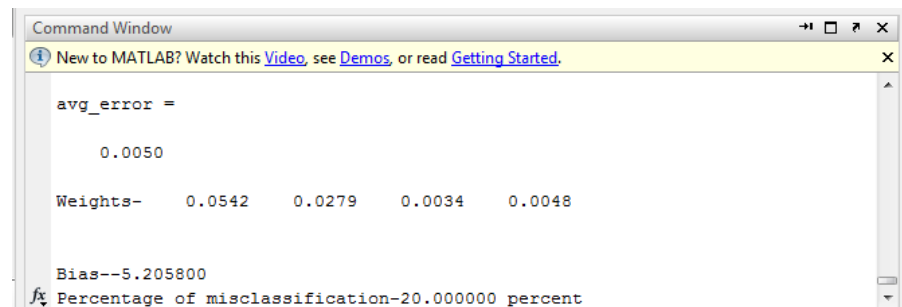 Command Window
New to MATLAB? Watch this Video, see Demos, or read Getting Started.
avg_error =
0.0050
Weights- 0.0542 0.0279 0.0034 0.0048
Bias--5.205800
fx Percentage of misclassification-20.000000 percent